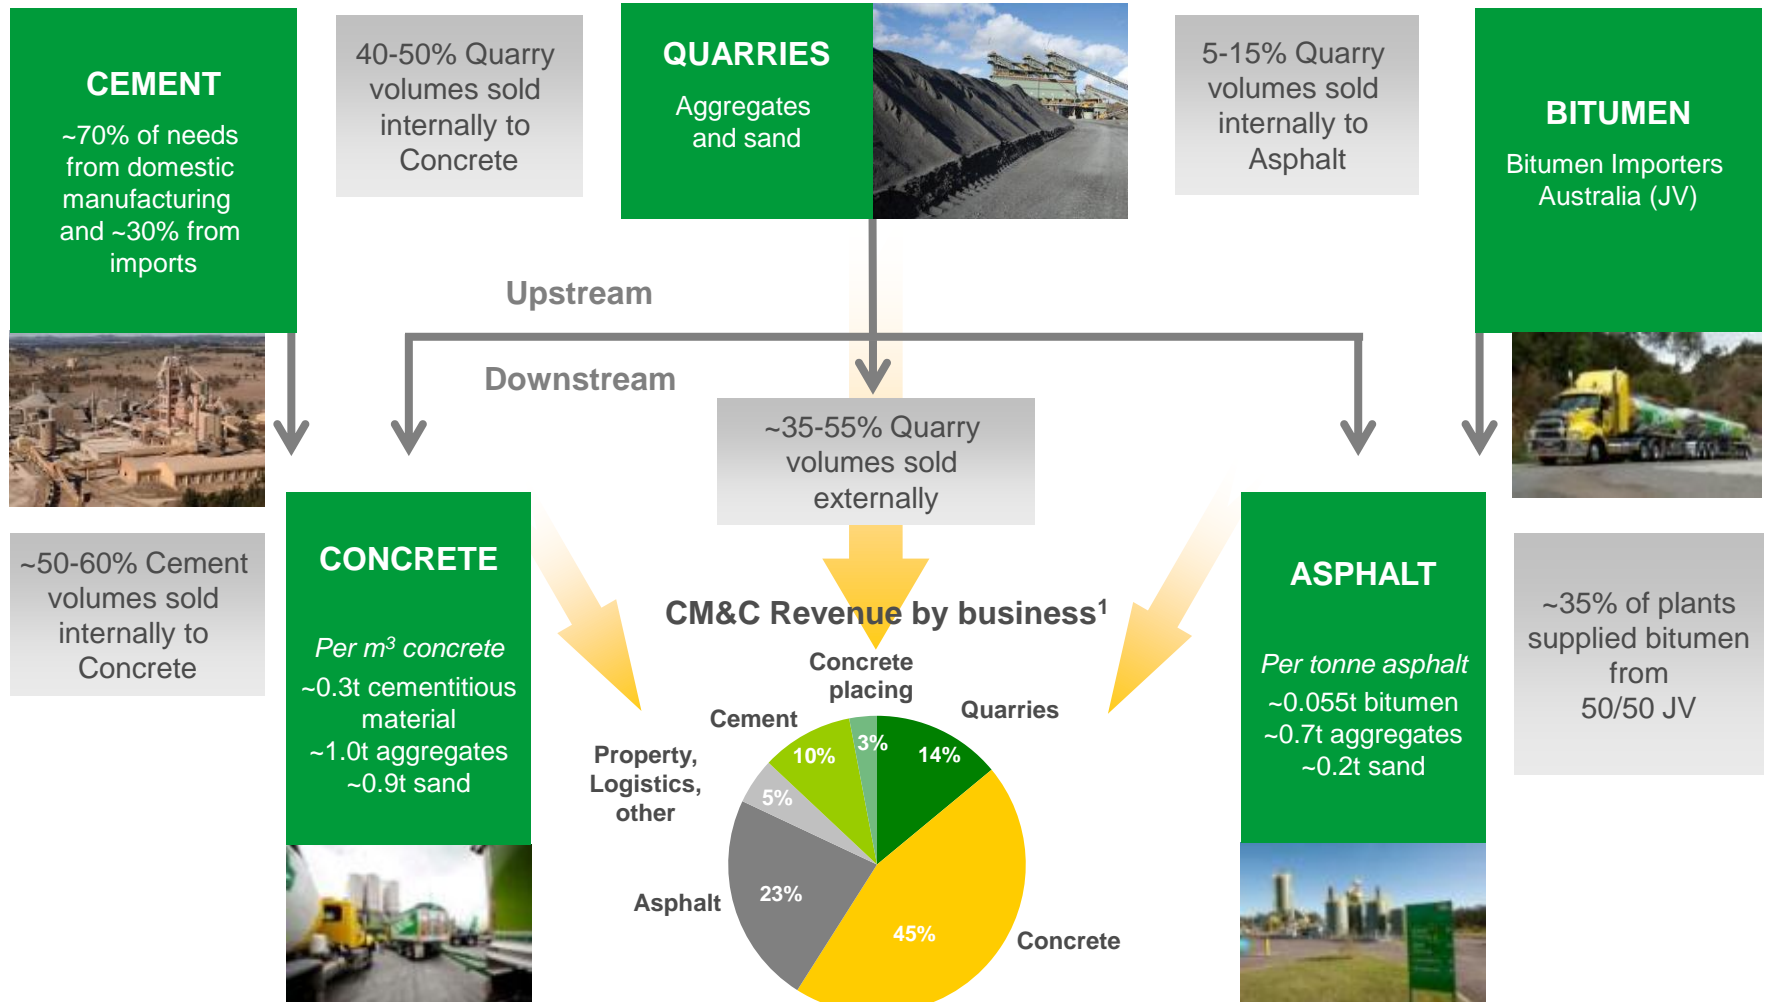 CEMENT
~70% of needs
from domestic
manufacturing
and ~30% from
imports
40-50% Quarry
volumes sold
internally to
Concrete
QUARRIES
Aggregates
and sand
5-15% Quarry
volumes sold
internally to
Asphalt
BITUMEN
Bitumen Importers
Australia (JV)
Upstream
Downstream
~35-55% Quarry
volumes sold
externally
~50-60% Cement
volumes sold
internally to
Concrete
CONCRETE
Per m³ concrete
~0.3t cementitious
material
~1.0t aggregates
~0.9t sand
CM&C Revenue by business¹
Concrete
placing
Quarries
Cement
Property,
Logistics,
other
Asphalt
Concrete
3%
14%
10%
5%
23%
45%
ASPHALT
Per tonne asphalt
~0.055t bitumen
~0.7t aggregates
~0.2t sand
~35% of plants
supplied bitumen
from
50/50 JV